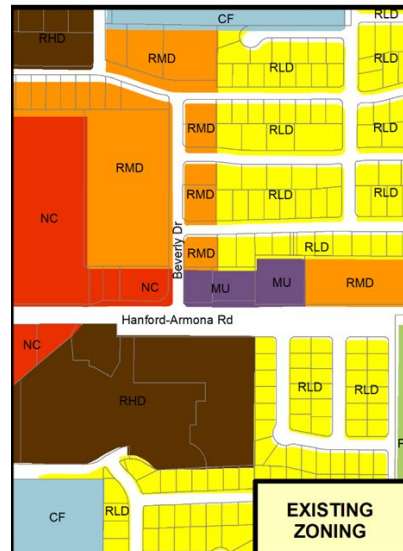 CF
RLD
RHD
RMD
RLD
RLD
RMD
RLD
RLD
RMD
NC
RMD
RLD
RLD
RMD
RLD
NC
Beverly Dr
MU
MU
RMD
Hanford-Armona Rd
NC
RHD
RLD
RLD
CF
RLD
EXISTING
ZONING